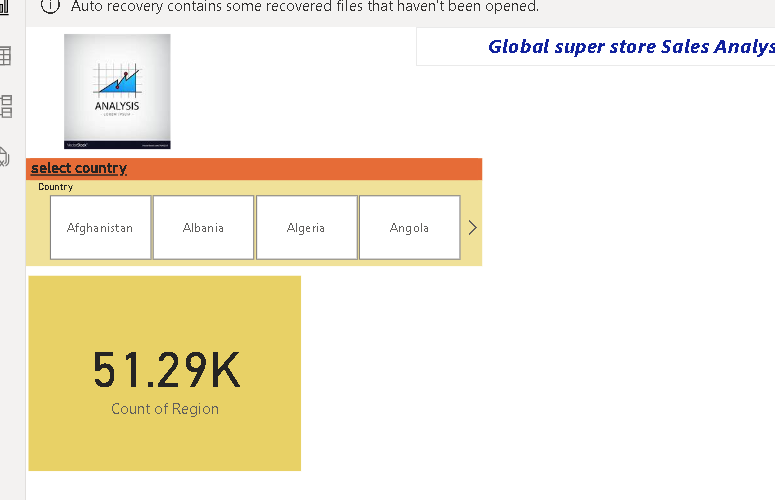 Auto recovery contains some recovered files that haven't been opened.
Global super store Sales Analys
ANALYSIS
select country
Country
Afghanistan
Albania
Algeria
Angola
51.29K
Count of Region